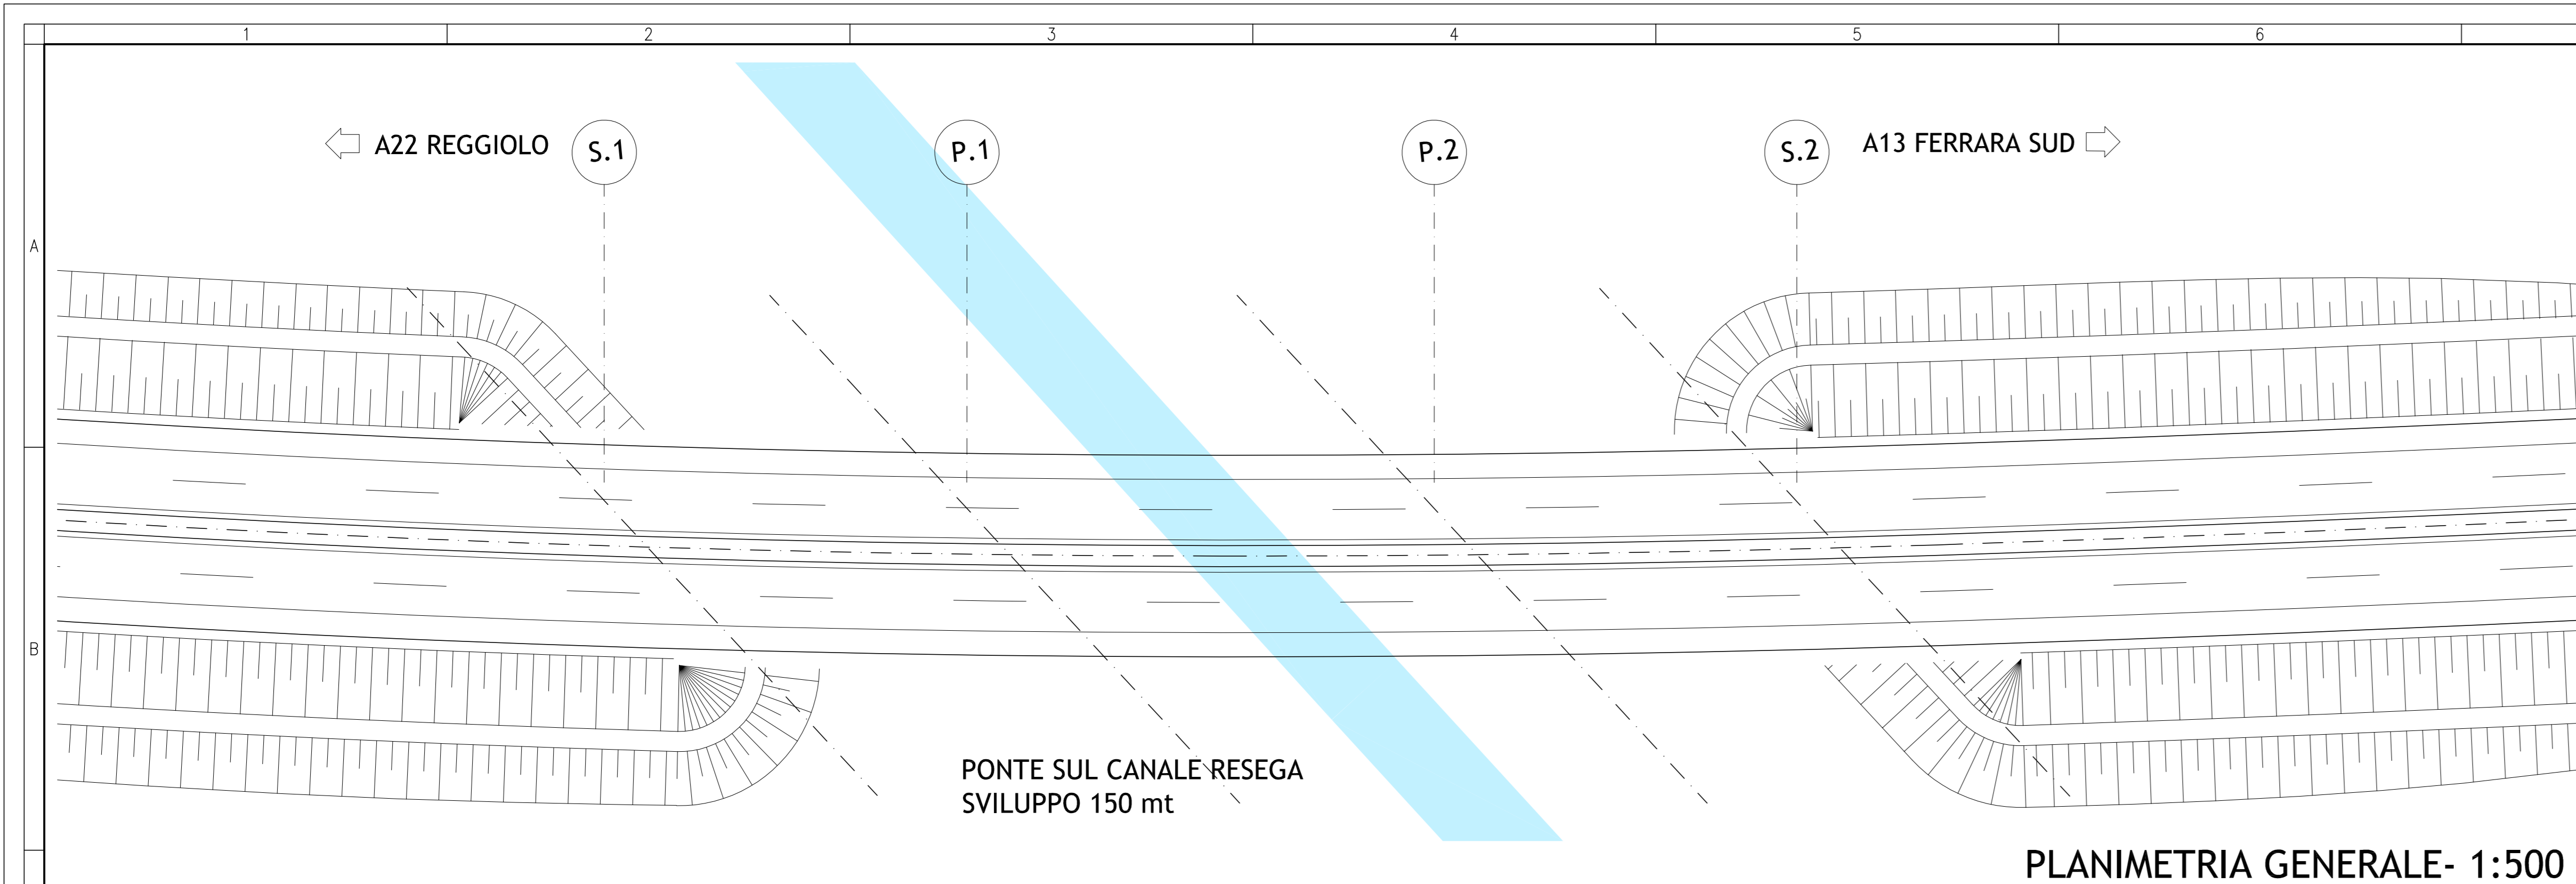 1 2 3 4 5 6
A22 REGGIOLO S.1 P.1 P.2 S.2 A13 FERRARA SUD
A
B
PONTE SUL CANALE RESEGA
SVILUPPO 150 mt
PLANIMETRIA GENERALE- 1:500